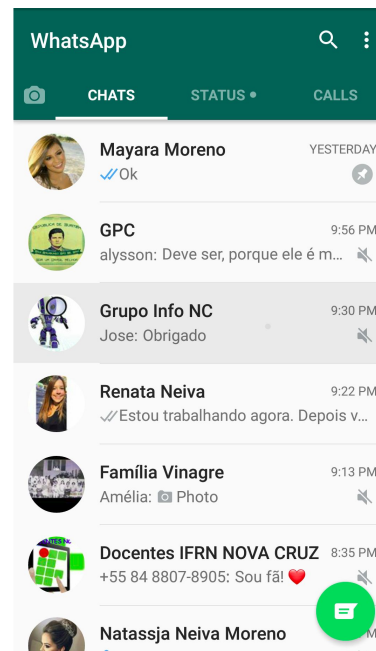 WhatsApp
CHATS STATUS CALLS
Mayara Moreno YESTERDAY
Ok
GPC 9:56 PM
alysson: Deve ser, porque ele é m...
Grupo Info NC 9:30 PM
Jose: Obrigado
Renata Neiva 9:22 PM
Estou trabalhando agora. Depois v...
Família Vinagre 9:13 PM
Amélia: Photo
Docentes IFRN NOVA CRUZ 8:35 PM
+55 84 8807-8905: Sou fã! ❤️
Natassja Neiva Moreno